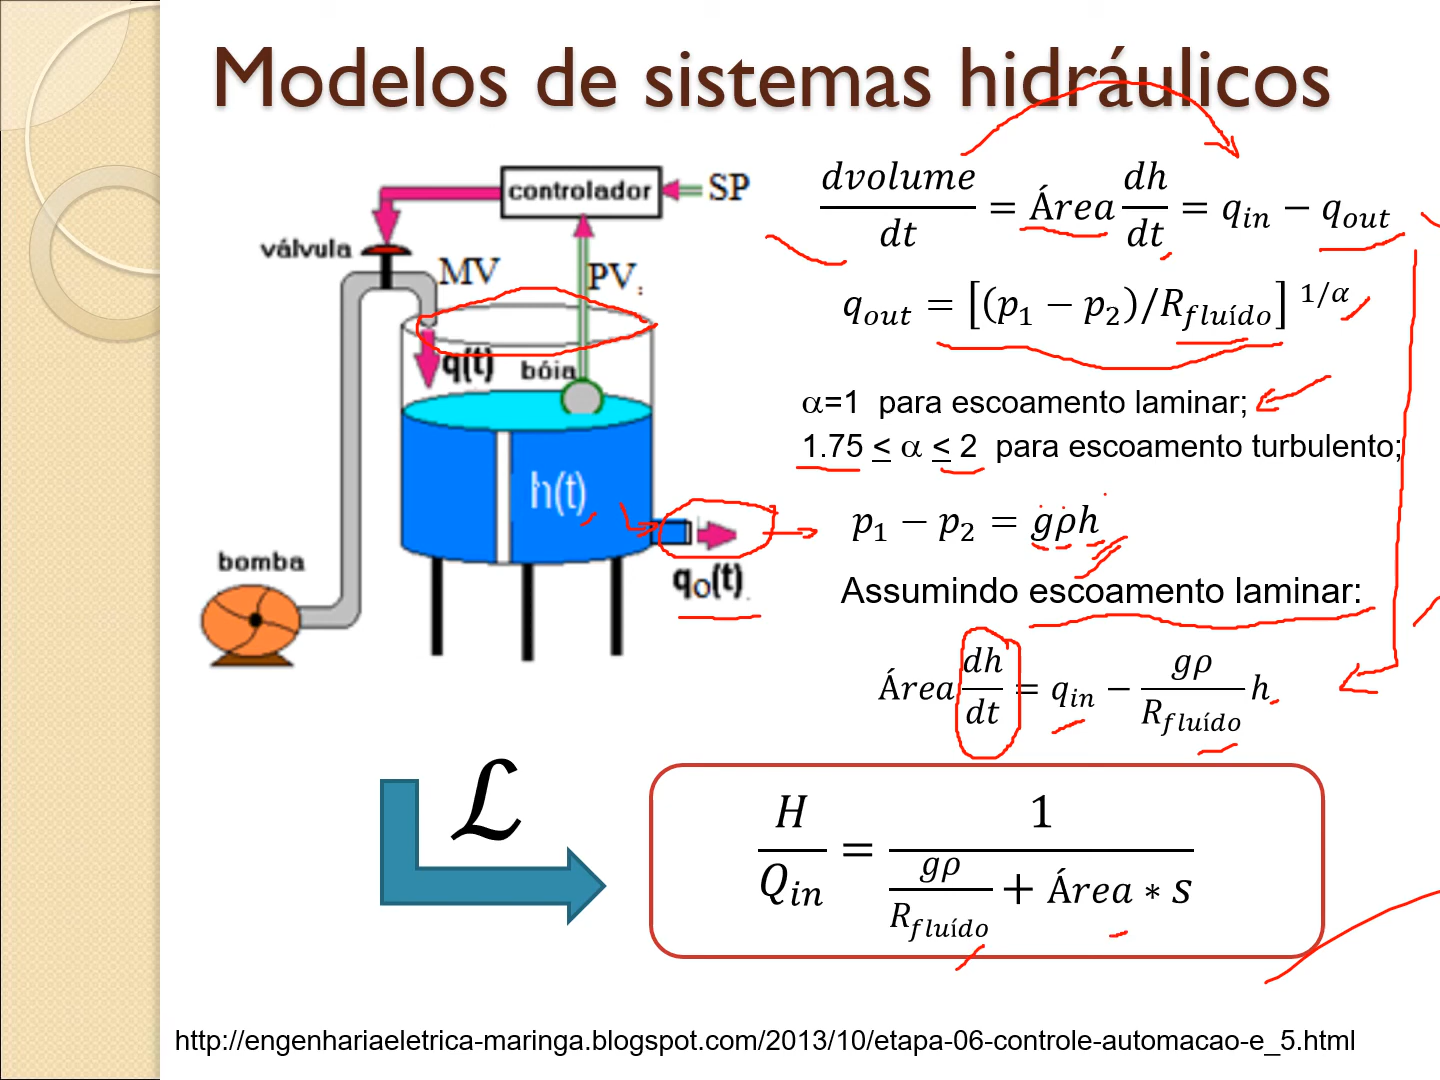 Modelos de sistemas hidráulicos
controlador
SP
válvula
MV
PV
q(t)
bóia
h(t)
bomba
qo(t)
dvolume/dt = Área dh/dt = q_in − q_out
q_out = [(p₁ − p₂)/R_fluído] ^1/α
α=1 para escoamento laminar;
1.75 ≤ α ≤ 2 para escoamento turbulento;
p₁ − p₂ = gρh
Assumindo escoamento laminar:
Área dh/dt = q_in − gρ/R_fluído h
ℒ
H/Q_in = 1/(gρ/R_fluído + Área ∗ s)
http://engenhariaeletrica-maringa.blogspot.com/2013/10/etapa-06-controle-automacao-e_5.html